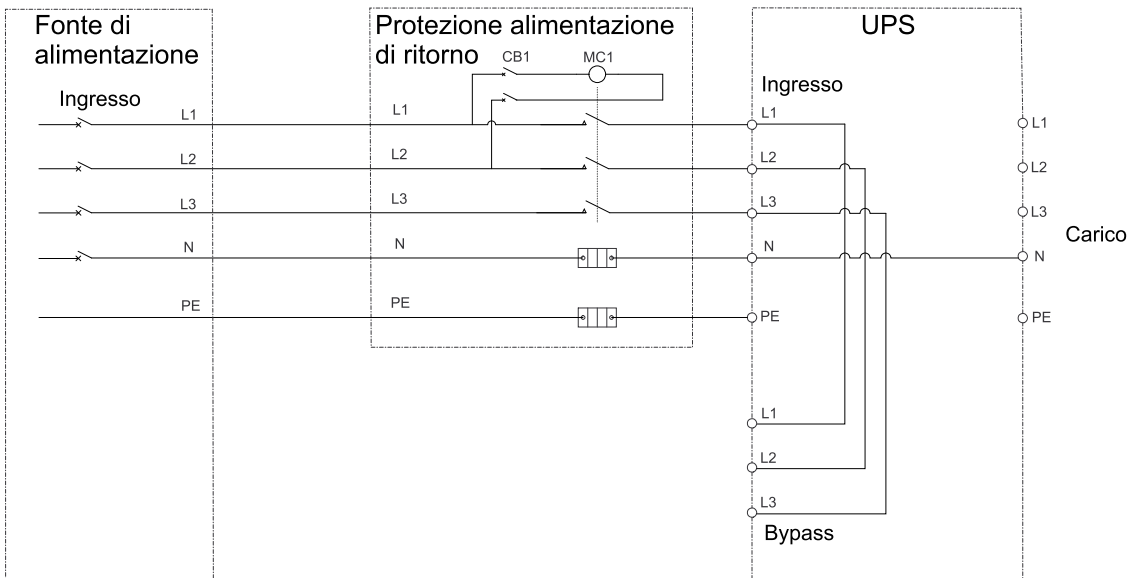 Fonte di
alimentazione
Ingresso
L1
L2
L3
N
PE
Protezione alimentazione
di ritorno
CB1
MC1
L1
L2
L3
N
PE
UPS
Ingresso
L1
L2
L3
N
PE
L1
L2
L3
Bypass
L1
L2
L3
N
PE
Carico